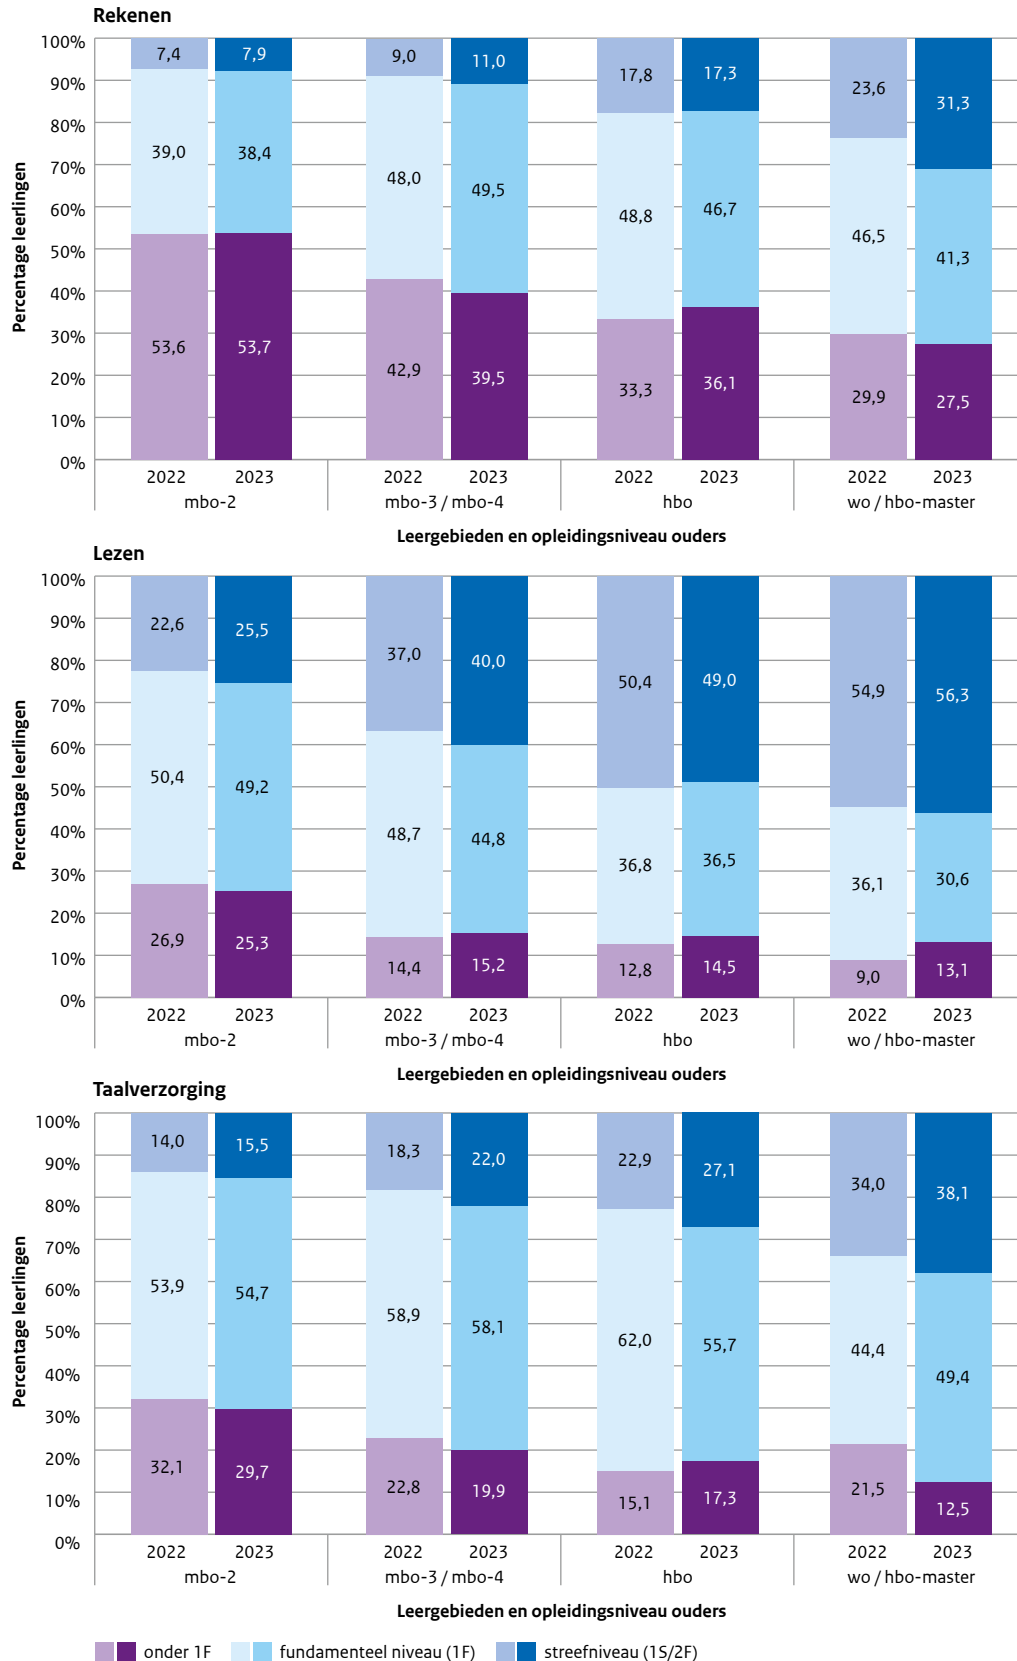 Rekenen
Percentage leerlingen
100%
90%
80%
70%
60%
50%
40%
30%
20%
10%
0%
7,4 7,9 9,0 11,0 17,8 17,3 23,6 31,3
39,0 38,4 48,0 49,5 48,8 46,7 46,5 41,3
53,6 53,7 42,9 39,5 33,3 36,1 29,9 27,5
2022 2023 2022 2023 2022 2023 2022 2023
mbo-2 mbo-3 / mbo-4 hbo wo / hbo-master
Leergebieden en opleidingsniveau ouders
Lezen
Percentage leerlingen
100%
90%
80%
70%
60%
50%
40%
30%
20%
10%
0%
22,6 25,5 37,0 40,0 50,4 49,0 54,9 56,3
50,4 49,2 48,7 44,8 36,8 36,5 36,1 30,6
26,9 25,3 14,4 15,2 12,8 14,5 9,0 13,1
2022 2023 2022 2023 2022 2023 2022 2023
mbo-2 mbo-3 / mbo-4 hbo wo / hbo-master
Leergebieden en opleidingsniveau ouders
Taalverzorging
Percentage leerlingen
100%
90%
80%
70%
60%
50%
40%
30%
20%
10%
0%
14,0 15,5 18,3 22,0 22,9 27,1 34,0 38,1
53,9 54,7 58,9 58,1 62,0 55,7 44,4 49,4
32,1 29,7 22,8 19,9 15,1 17,3 21,5 12,5
2022 2023 2022 2023 2022 2023 2022 2023
mbo-2 mbo-3 / mbo-4 hbo wo / hbo-master
Leergebieden en opleidingsniveau ouders
onder 1F fundamenteel niveau (1F) streefniveau (1S/2F)